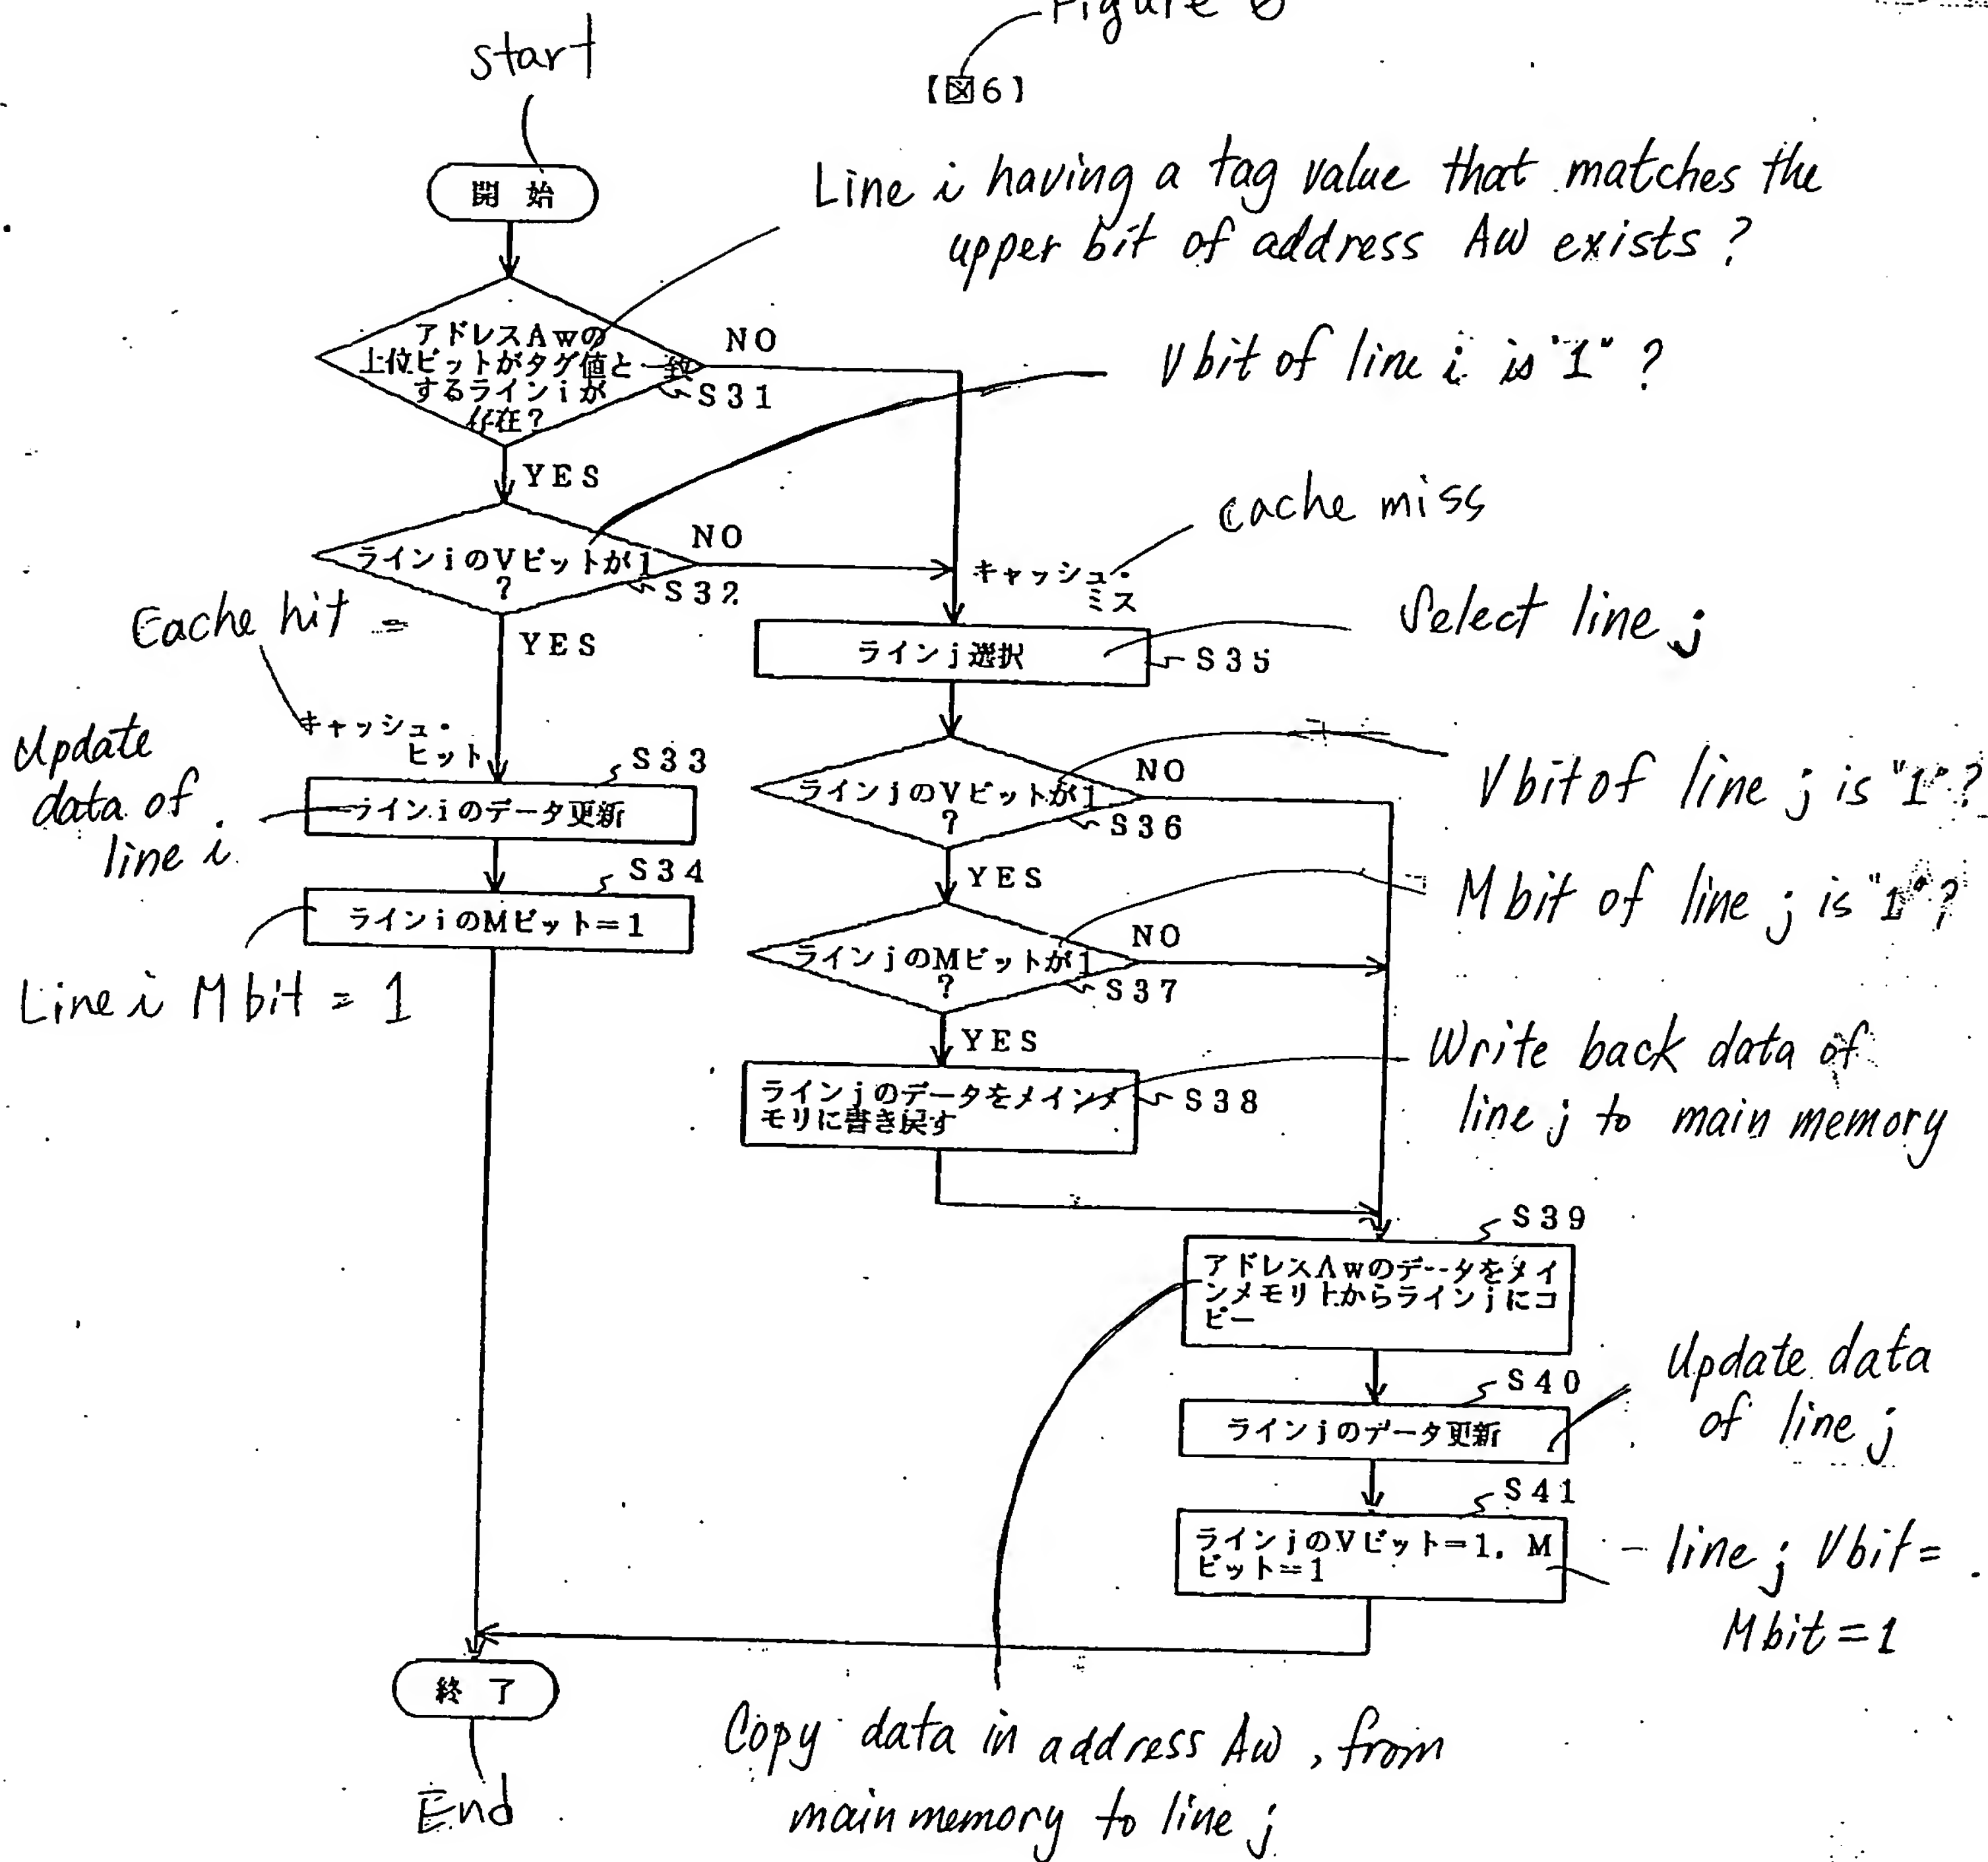 Figure 6
【図6】
start
開始
Line i having a tag value that matches the
upper bit of address Aw exists?
アドレスAwの
上位ビットがタグ値と一致
するラインiが
存在?
NO
S31
YES
V bit of line i is "1"?
ラインiのVビットが1
?
NO
S32
YES
cache miss
キャッシュ・
ミス
Cache hit =
キャッシュ・
ヒット
Select line j
ラインj選択
S35
Update
data of
line i
S33
ラインiのデータ更新
S34
ラインiのMビット=1
Line i M bit = 1
ラインjのVビットが1
?
NO
S36
YES
V bit of line j is "1"?
ラインjのMビットが1
?
NO
S37
YES
M bit of line j is "1"?
ラインjのデータをメインメ
モリに書き戻す
S38
Write back data of
line j to main memory
S39
アドレスAwのデータをメイ
ンメモリ上からラインjにコ
ピー
S40
ラインjのデータ更新
Update data
of line j
S41
ラインjのVビット=1. M
ビット=1
- line j V bit =
M bit = 1
終了
End
Copy data in address Aw, from
main memory to line j